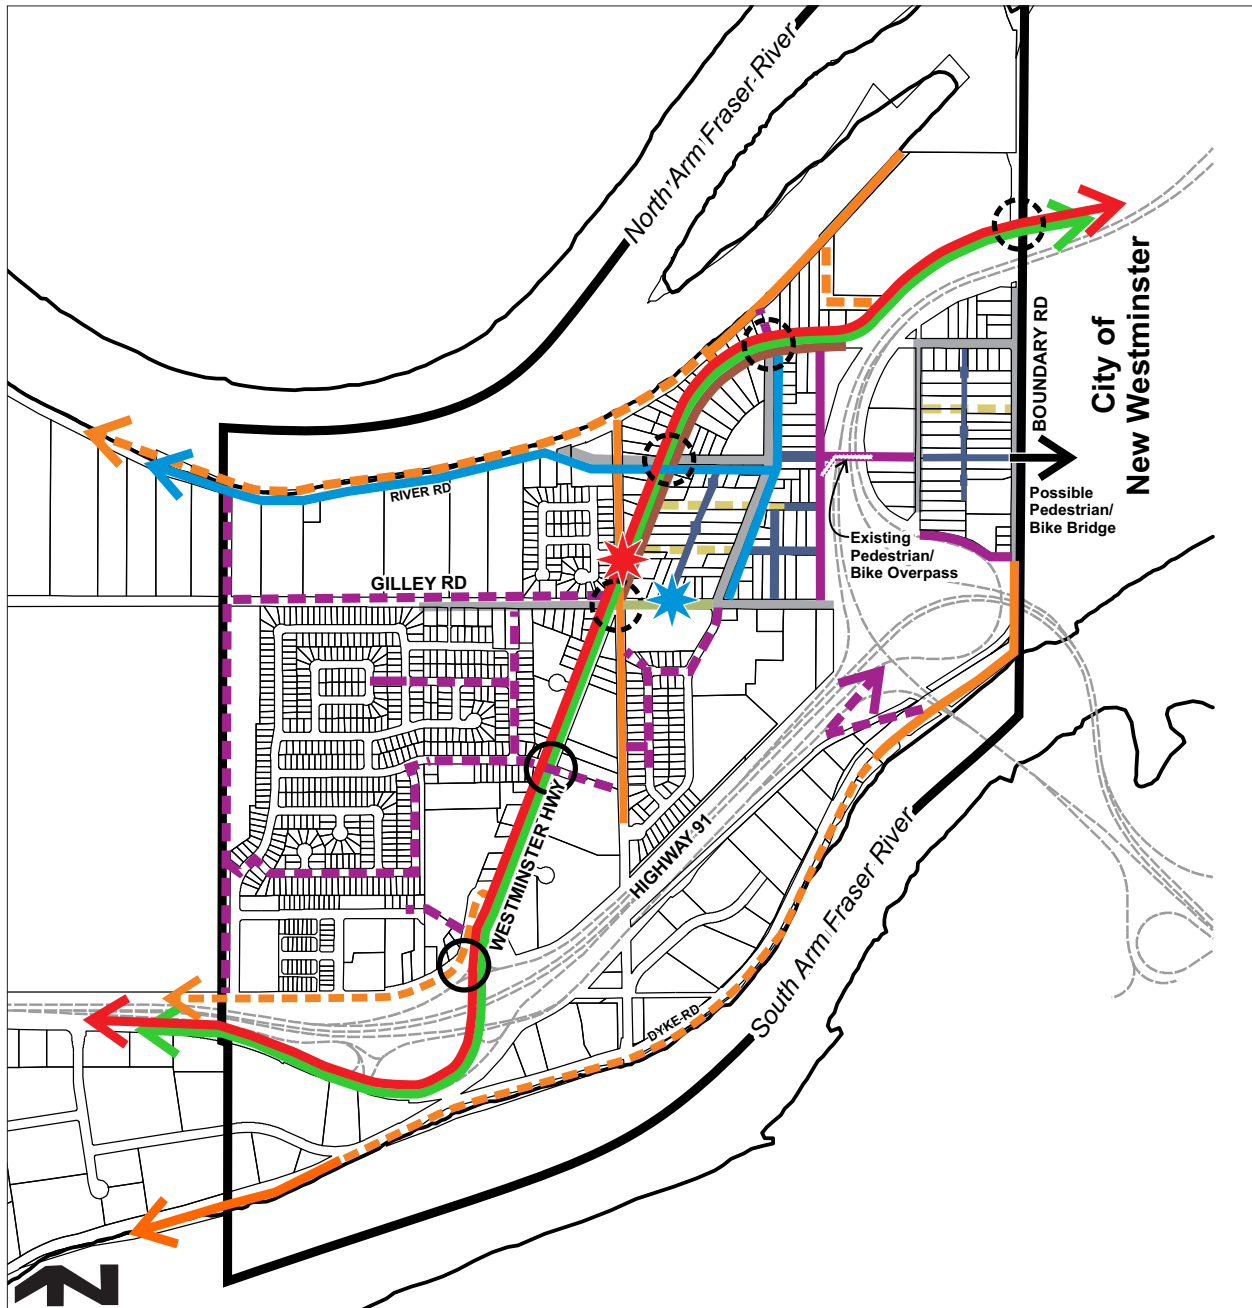 North Arm Fraser River
City of
New Westminster
BOUNDARY RD
RIVER RD
Possible
Pedestrian/
Bike Bridge
Existing
Pedestrian/
Bike Overpass
GILLEY RD
WESTMINSTER HWY
HIGHWAY 91
South Arm Fraser River
DYKE RD
N